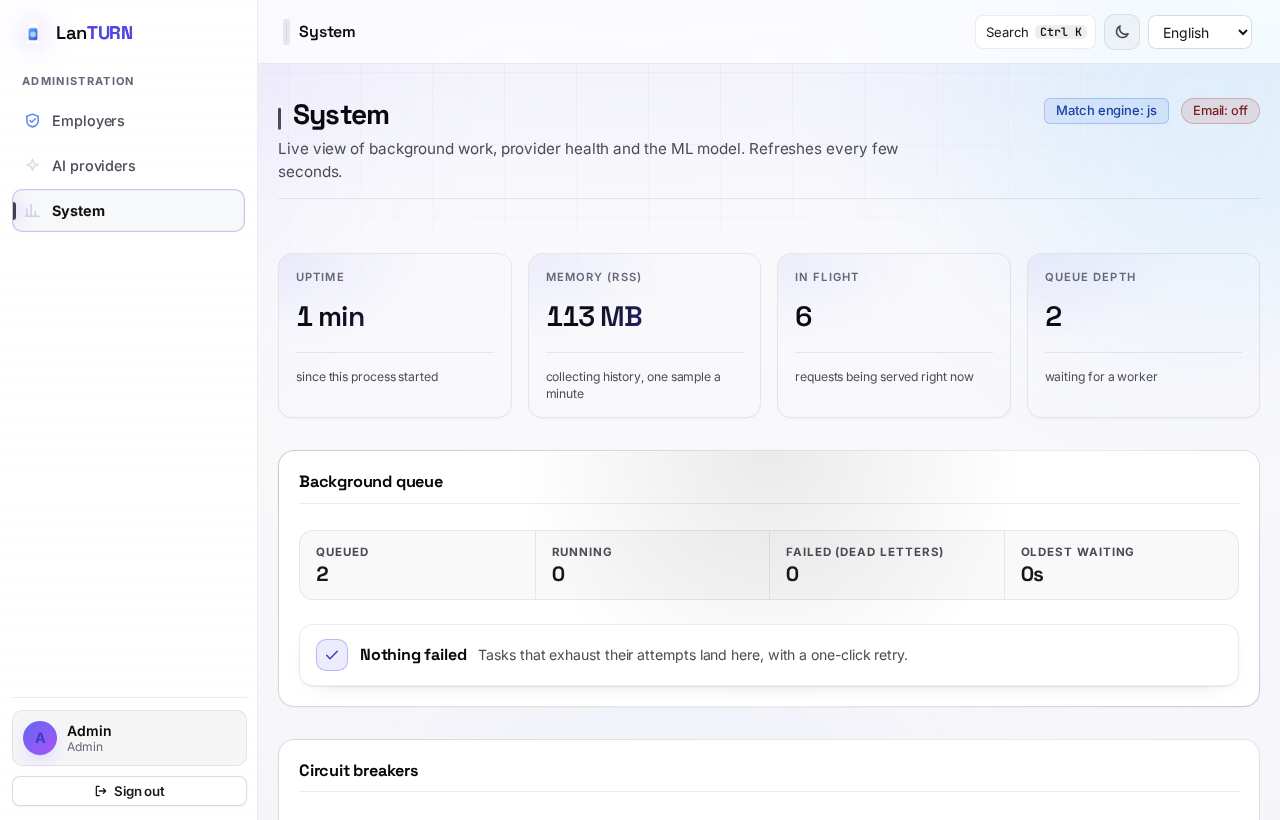 LanTURN
ADMINISTRATION
Employers
AI providers
System
A
Admin
Admin
Sign out
System
Search Ctrl K
English
System
Live view of background work, provider health and the ML model. Refreshes every few
seconds.
Match engine: js
Email: off
UPTIME
1 min
since this process started
MEMORY (RSS)
113 MB
collecting history, one sample a
minute
IN FLIGHT
6
requests being served right now
QUEUE DEPTH
2
waiting for a worker
Background queue
QUEUED
2
RUNNING
0
FAILED (DEAD LETTERS)
0
OLDEST WAITING
0s
Nothing failed Tasks that exhaust their attempts land here, with a one-click retry.
Circuit breakers